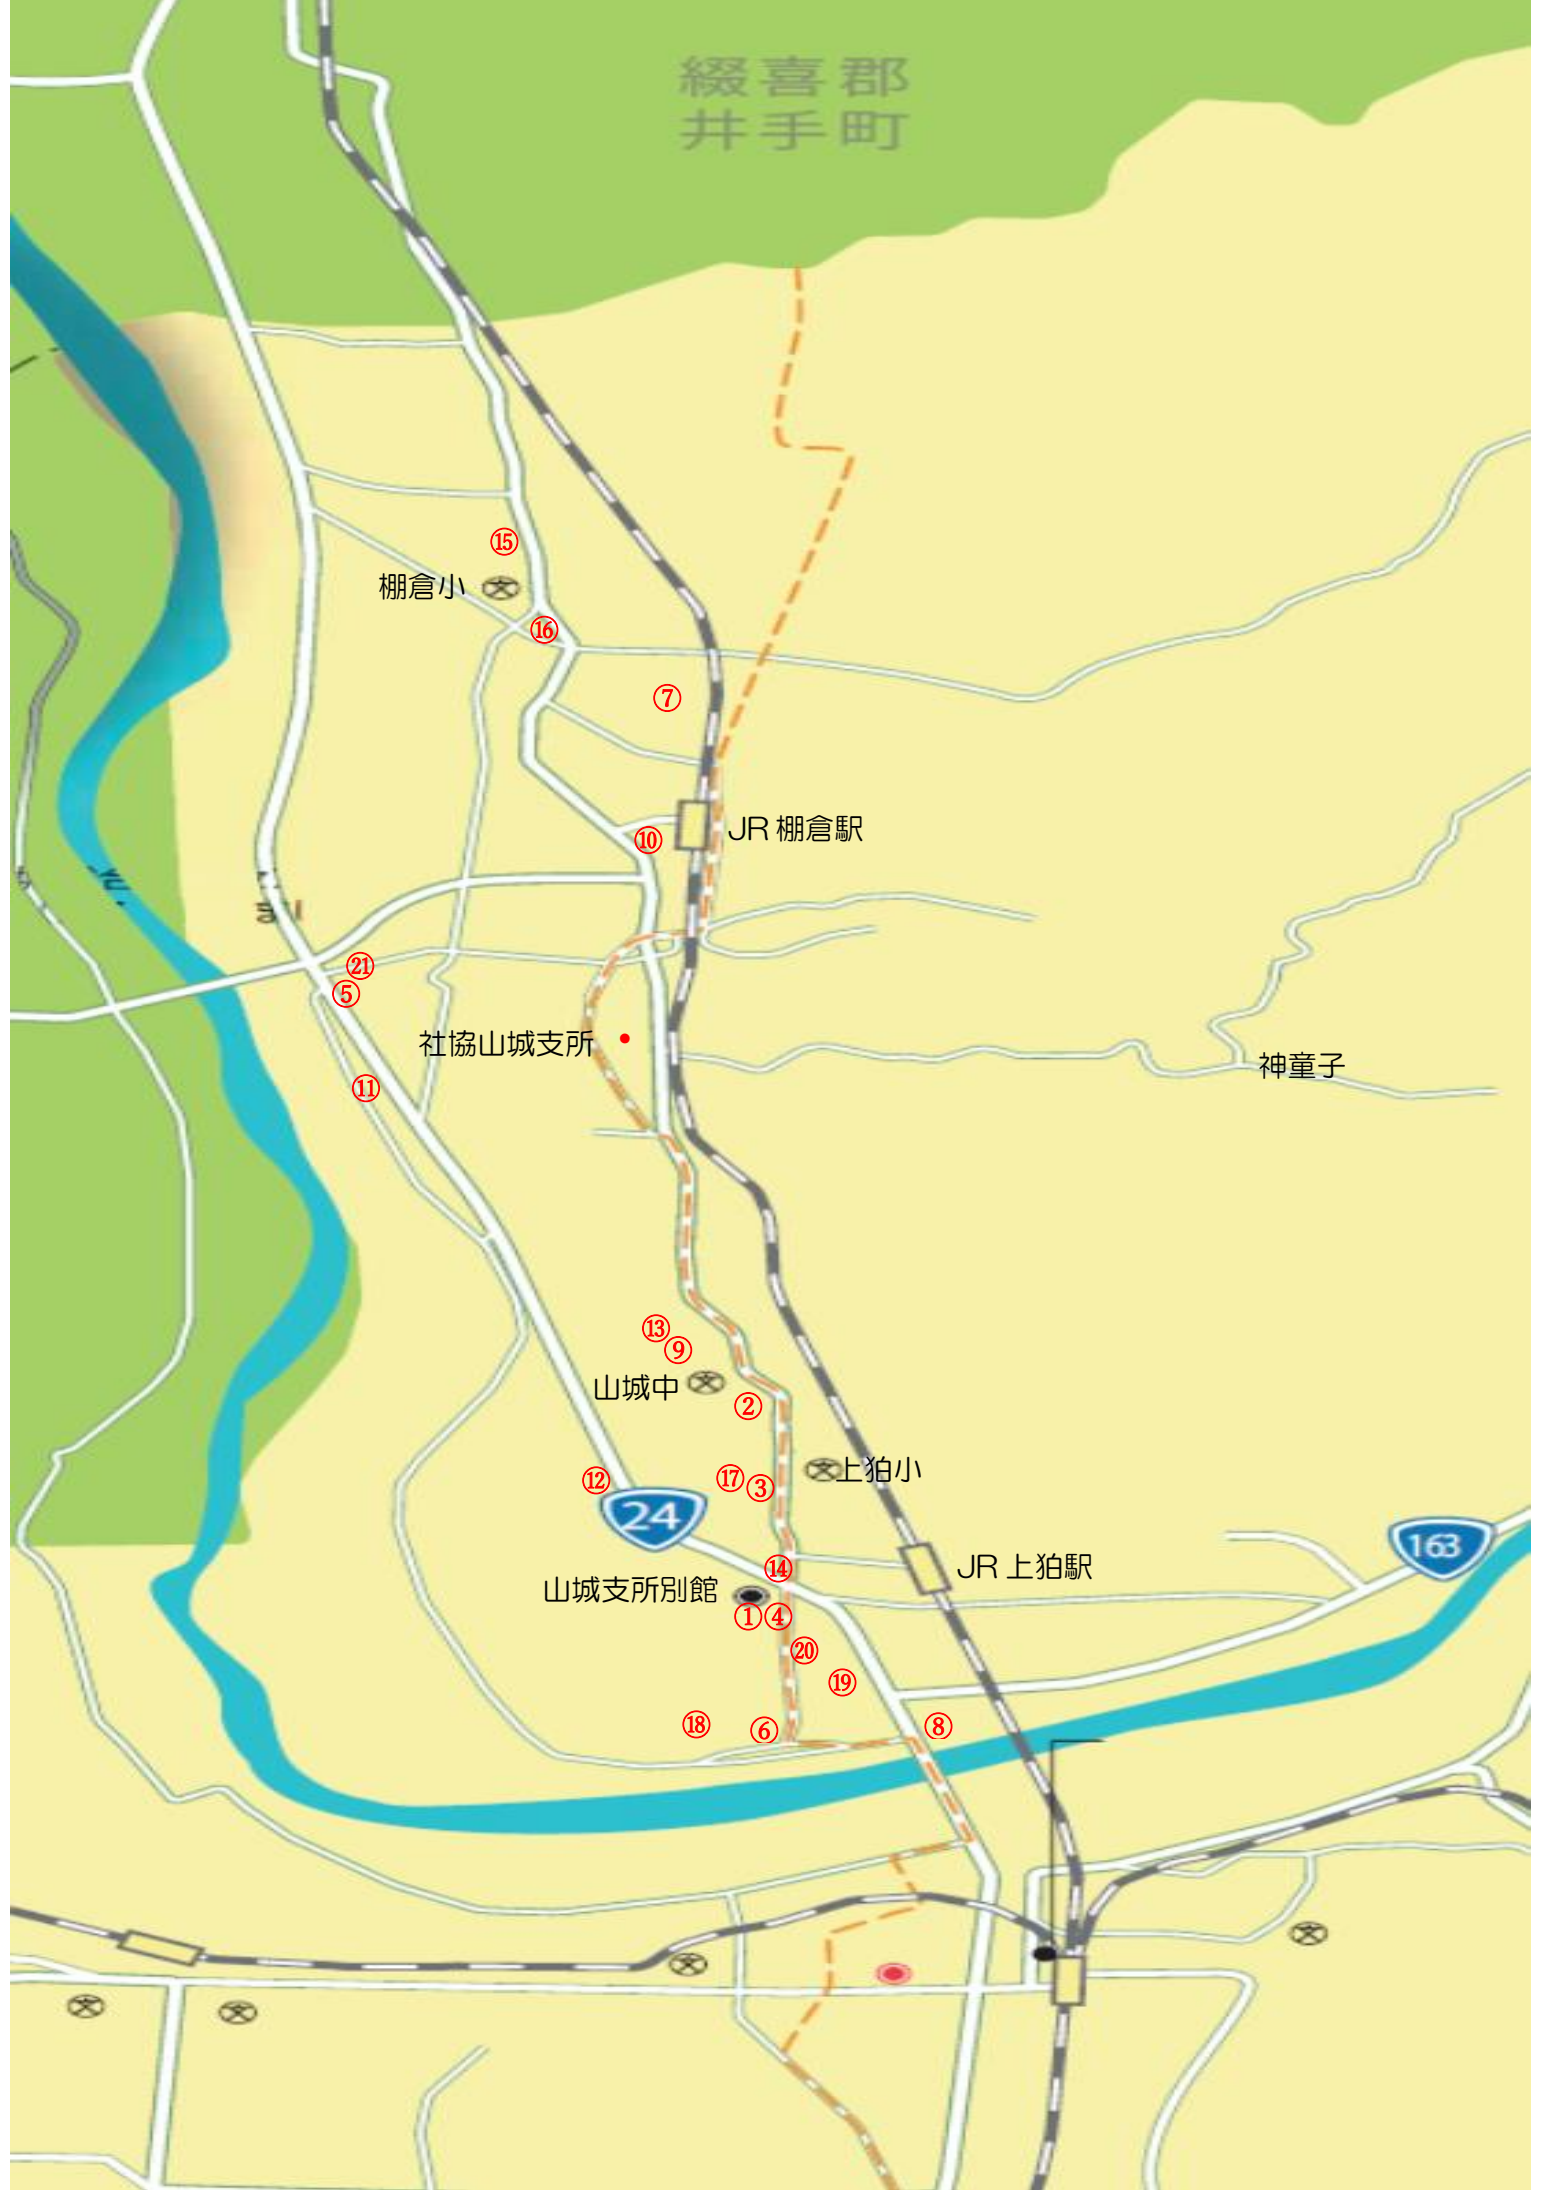 綴喜郡
井手町
⑮
棚倉小
⑯
⑦
⑩
JR 棚倉駅
㉑
⑤
社協山城支所
神童子
⑪
⑬
⑨
山城中
②
上狛小
⑰
⑫
③
24
163
⑭
JR 上狛駅
山城支所別館
①
④
⑳
⑲
⑱
⑥
⑧